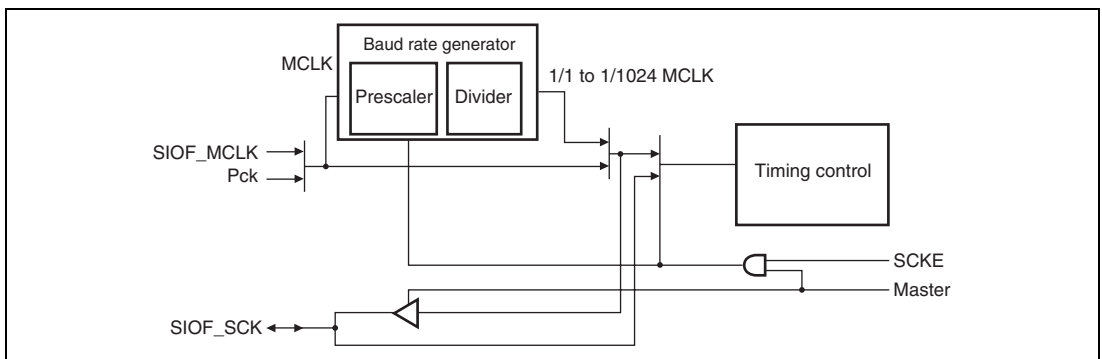 Baud rate generator
MCLK
1/1 to 1/1024 MCLK
Prescaler
Divider
SIOF_MCLK
Pck
Timing control
SCKE
Master
SIOF_SCK